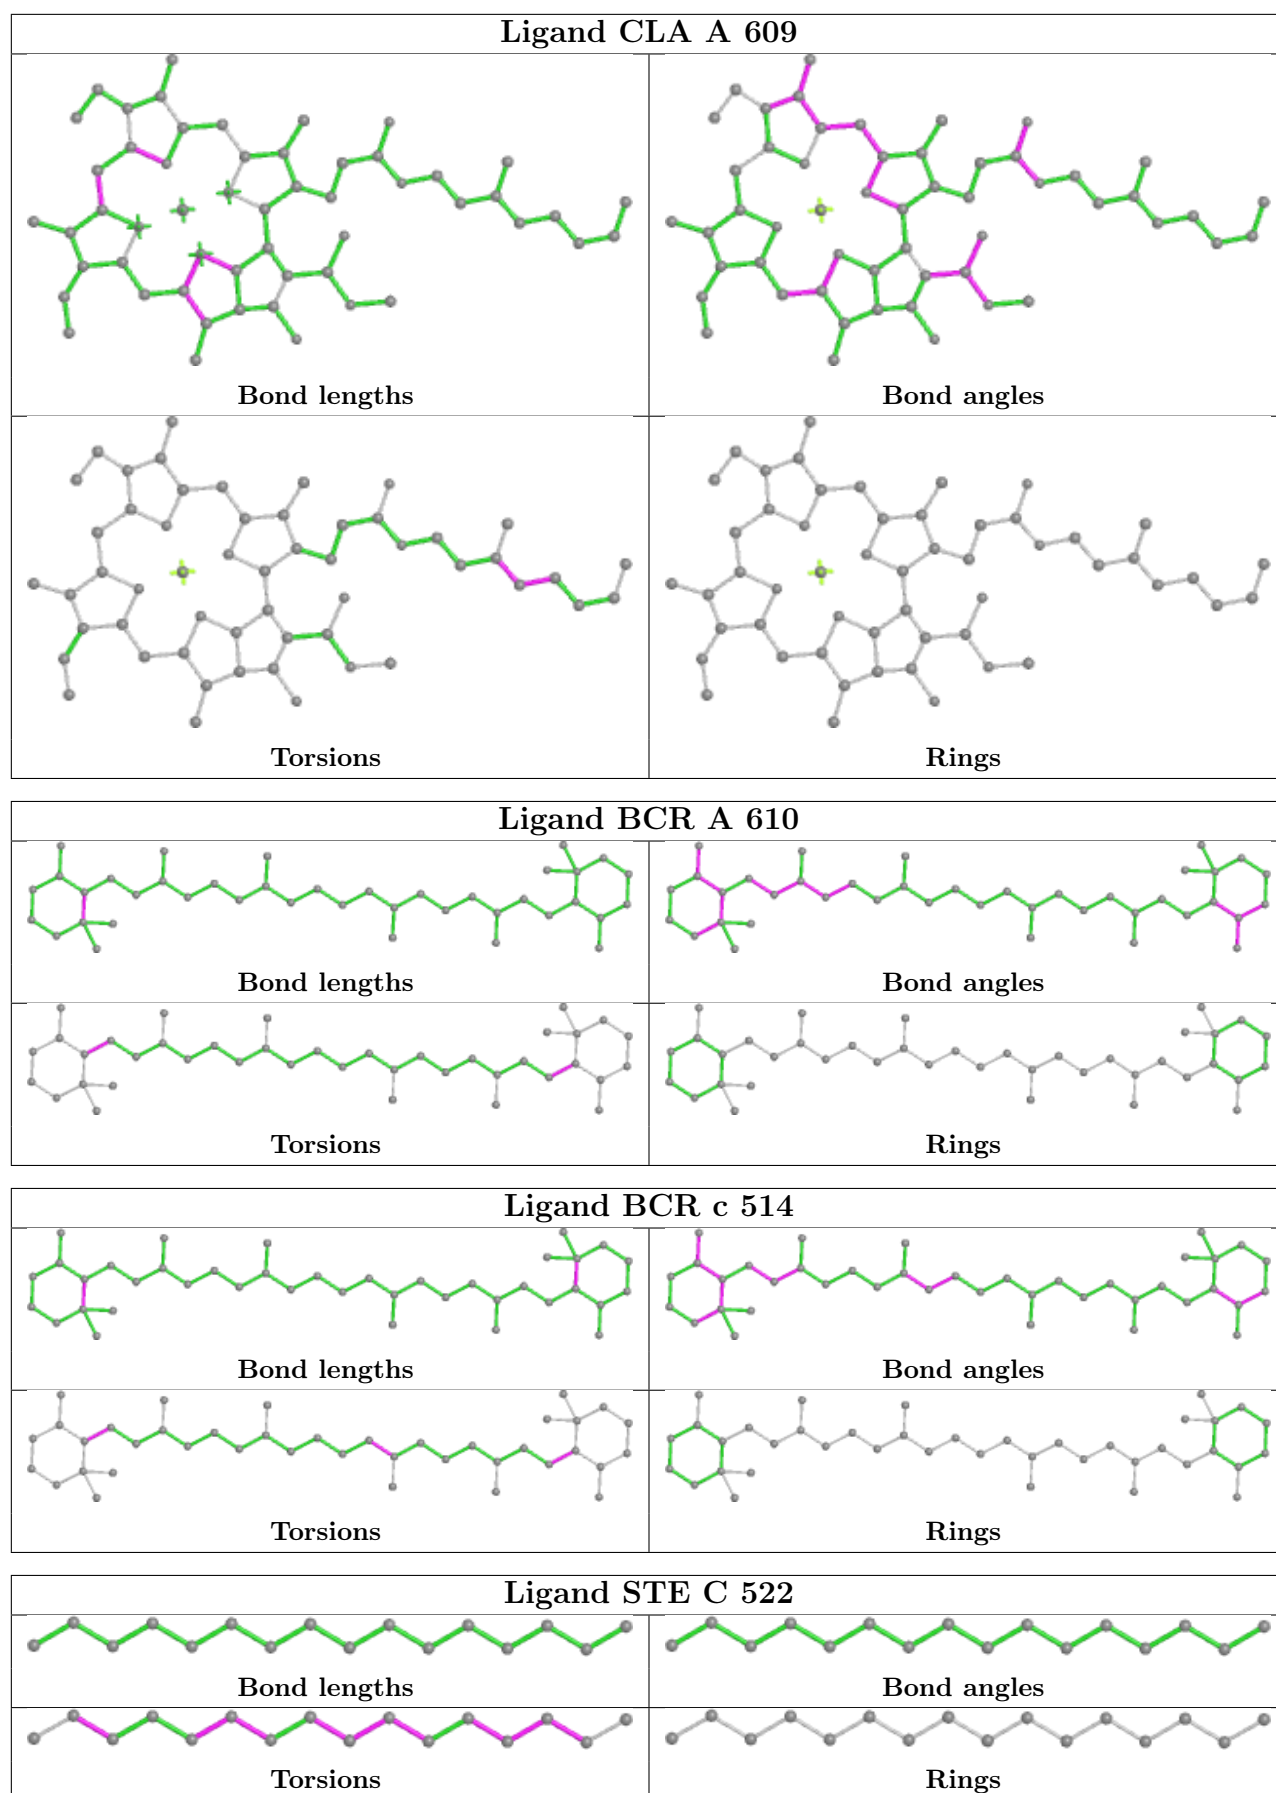 Ligand CLA A 609
Bond lengths
Bond angles
Torsions
Rings
Ligand BCR A 610
Bond lengths
Bond angles
Torsions
Rings
Ligand BCR c 514
Bond lengths
Bond angles
Torsions
Rings
Ligand STE C 522
Bond lengths
Bond angles
Torsions
Rings